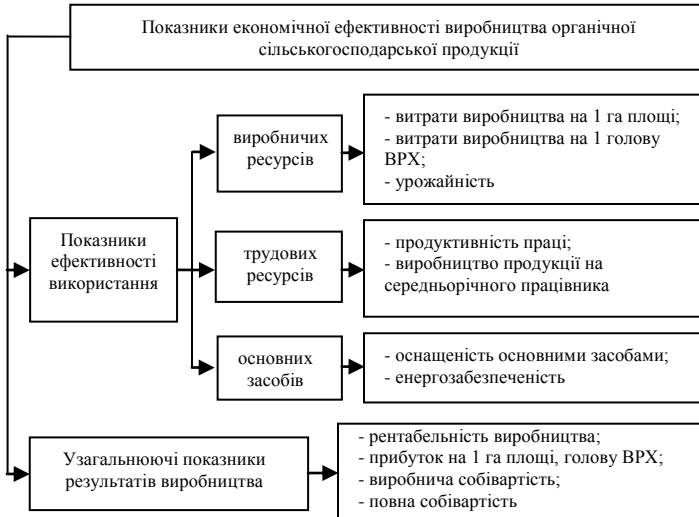 Показники економічної ефективності виробництва органічної
сільськогосподарської продукції
Показники
ефективності
використання
виробничих
ресурсів
- витрати виробництва на 1 га площі;
- витрати виробництва на 1 голову
ВРХ;
- урожайність
трудових
ресурсів
- продуктивність праці;
- виробництво продукції на
середньорічного працівника
основних
засобів
- оснащеність основними засобами;
- енергозабезпеченість
Узагальнюючі показники
результатів виробництва
- рентабельність виробництва;
- прибуток на 1 га площі, голову ВРХ;
- виробнича собівартість;
- повна собівартість